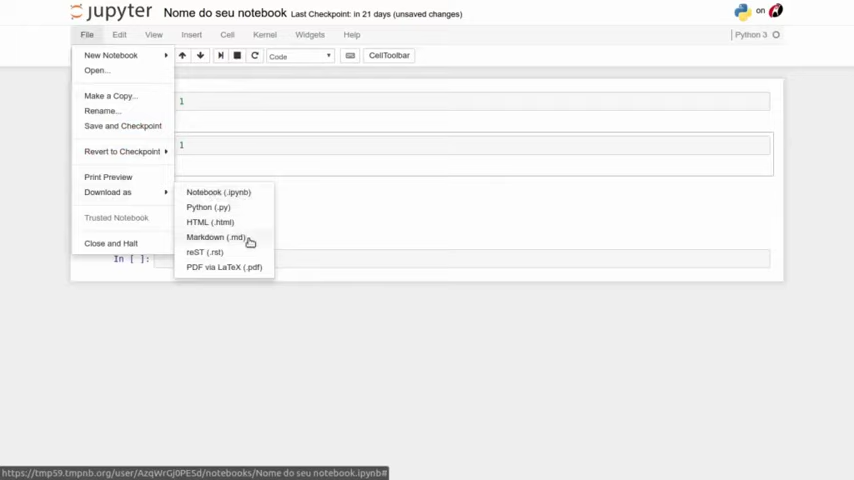 jupyter Nome do seu notebook Last Checkpoint: in 21 days (unsaved changes) on
File Edit View Insert Cell Kernel Widgets Help Python 3
Code CellToolbar
New Notebook
Open...
Make a Copy...
Rename...
Save and Checkpoint
Revert to Checkpoint
Print Preview
Download as
Trusted Notebook
Close and Halt
Notebook (.ipynb)
Python (.py)
HTML (.html)
Markdown (.md)
reST (.rst)
PDF via LaTeX (.pdf)
1
1
In [ ]:
https://tmp59.tmpnb.org/user/AzqWrGj0PESd/notebooks/Nome do seu notebook.ipynb#